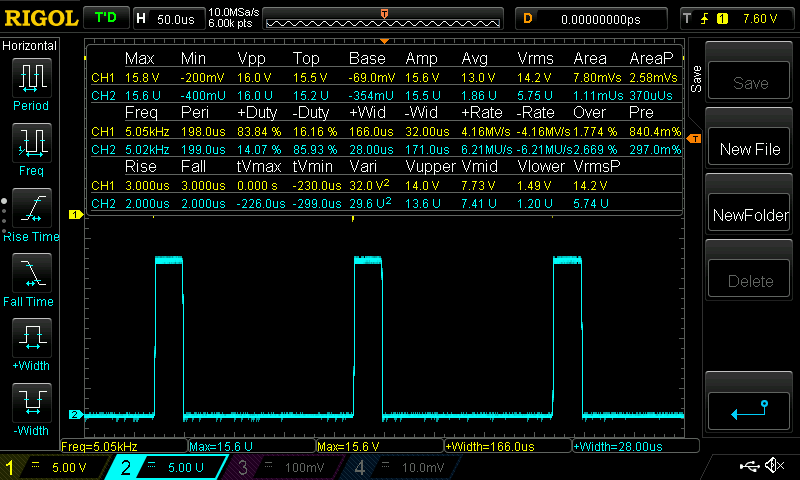 RIGOL T'D H 50.0us 10.0MSa/s 6.00k pts T D 0.00000000ps T 1 7.60 V
Horizontal
Period
Freq
Rise Time
Fall Time
+Width
-Width
Max Min Vpp Top Base Amp Avg Vrms Area AreaP
CH1 15.8 V -200mV 16.0 V 15.5 V -69.0mV 15.6 V 13.0 V 14.2 V 7.80mVs 2.58mVs
CH2 15.6 U -400mU 16.0 U 15.2 U -354mU 15.5 U 1.86 U 5.75 U 1.11mUs 370uUs
Freq Peri +Duty -Duty +Wid -Wid +Rate -Rate Over Pre
CH1 5.05kHz 198.0us 83.84 % 16.16 % 166.0us 32.00us 4.16MV/s -4.16MV/s 1.774 % 840.4m%
CH2 5.02kHz 199.0us 14.07 % 85.93 % 28.00us 171.0us 6.21MU/s -6.21MU/s 2.669 % 297.0m%
Rise Fall tVmax tVmin Vari Vupper Vmid Vlower VrmsP
CH1 3.000us 3.000us 0.000 s -230.0us 32.0 V² 14.0 V 7.73 V 1.49 V 14.2 V
CH2 2.000us 2.000us -226.0us -299.0us 29.6 U² 13.6 U 7.41 U 1.20 U 5.74 U
1
2
T
Save
Save
New File
NewFolder
Delete
Freq=5.05kHz Max=15.6 U Max=15.6 V +Width=166.0us +Width=28.00us
1 5.00 V 2 5.00 U 3 100mV 4 10.0mV